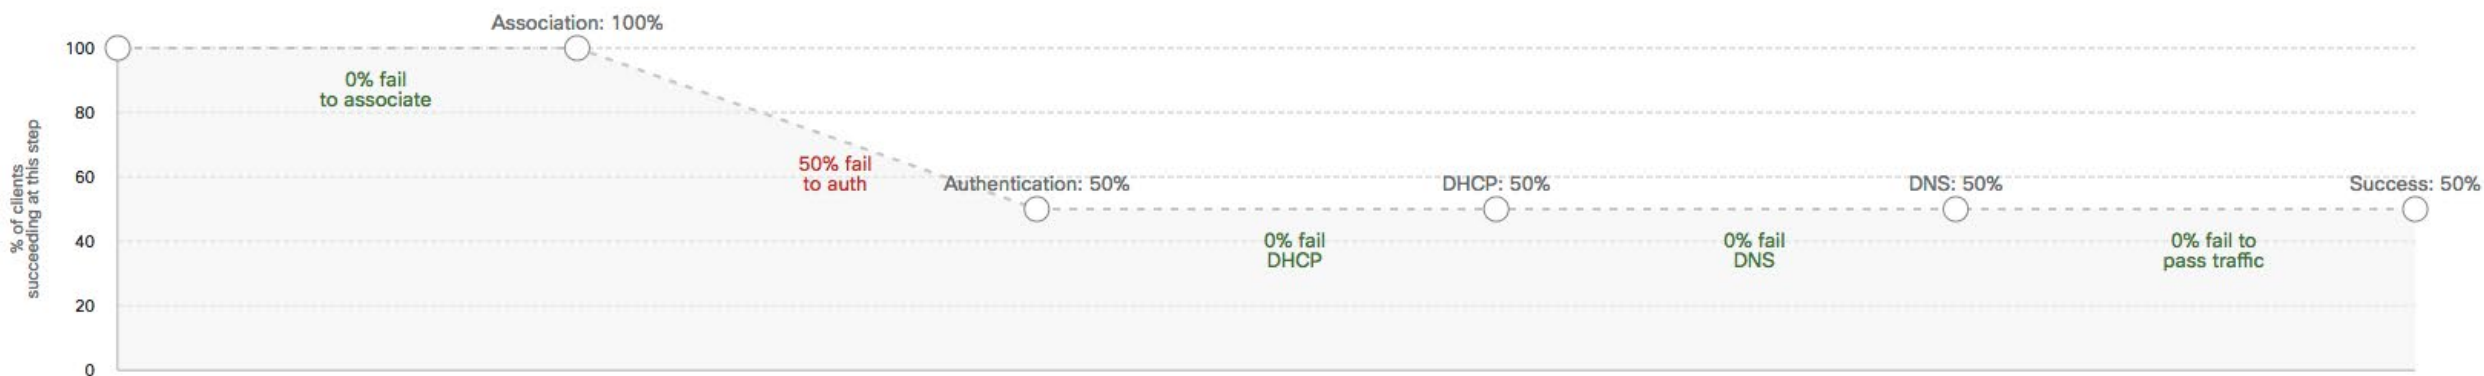 Association: 100%
100
0% fail
to associate
80
50% fail
to auth
60
Authentication: 50%
DHCP: 50%
DNS: 50%
Success: 50%
40
0% fail
DHCP
0% fail
DNS
0% fail to
pass traffic
20
0
% of clients
succeeding at this step